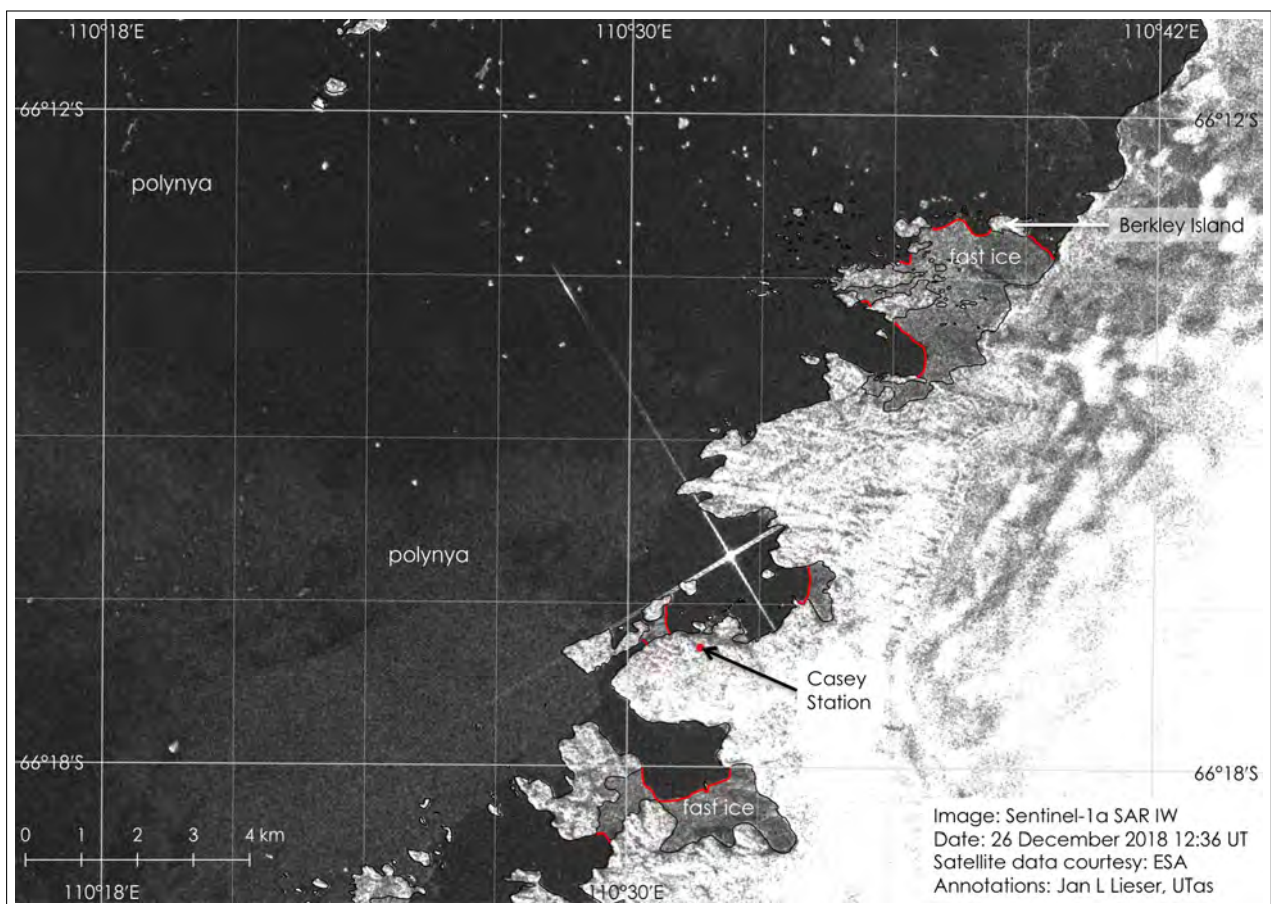 110°18′E
110°30′E
110°42′E
66°12′S
66°12′S
polynya
Berkley Island
fast ice
polynya
Casey
Station
66°18′S
66°18′S
fast ice
0 1 2 3 4 km
Image: Sentinel-1a SAR IW
Date: 26 December 2018 12:36 UT
Satellite data courtesy: ESA
Annotations: Jan L Lieser, UTas
110°18′E
110°30′E